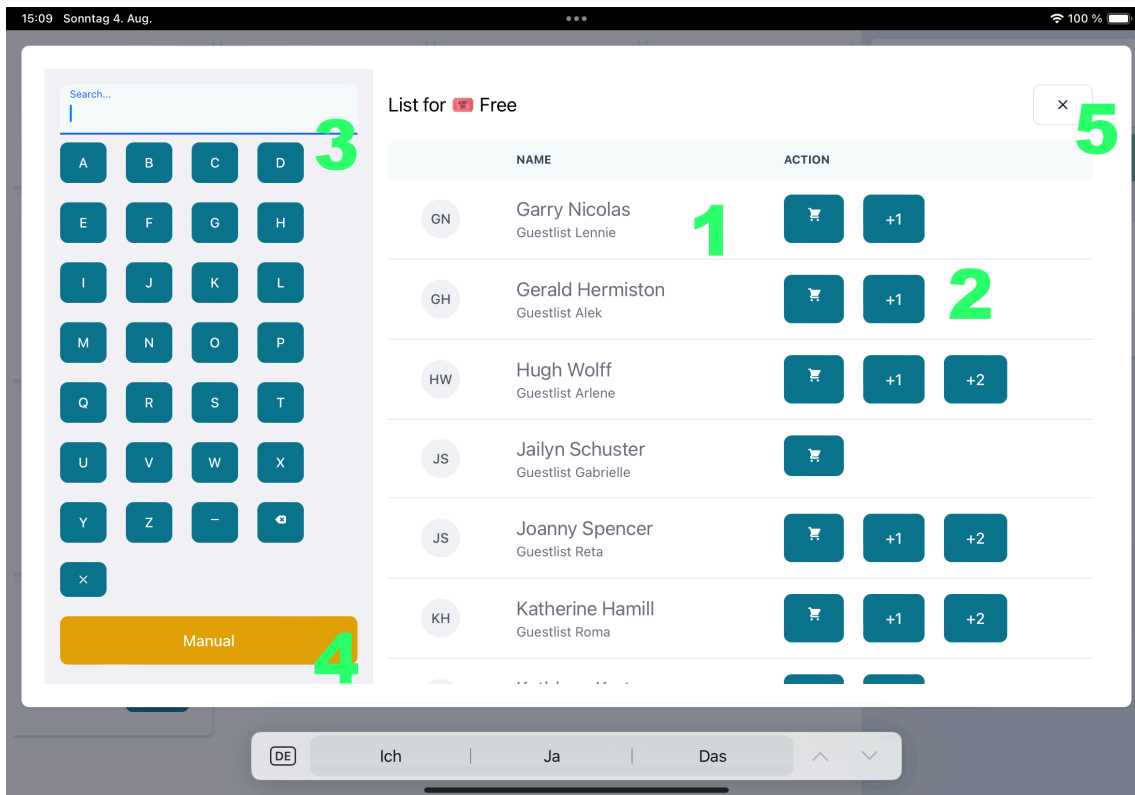 15:09 Sonntag 4. Aug.
100 %
Search...
3
A B C D
E F G H
I J K L
M N O P
Q R S T
U V W X
Y Z –
×
Manual
4
List for Free
×
5
NAME ACTION
GN Garry Nicolas +1
Guestlist Lennie
1
GH Gerald Hermiston +1
Guestlist Alek
2
HW Hugh Wolff +1 +2
Guestlist Arlene
JS Jailyn Schuster
Guestlist Gabrielle
JS Joanny Spencer +1 +2
Guestlist Reta
KH Katherine Hamill +1 +2
Guestlist Roma
DE Ich Ja Das